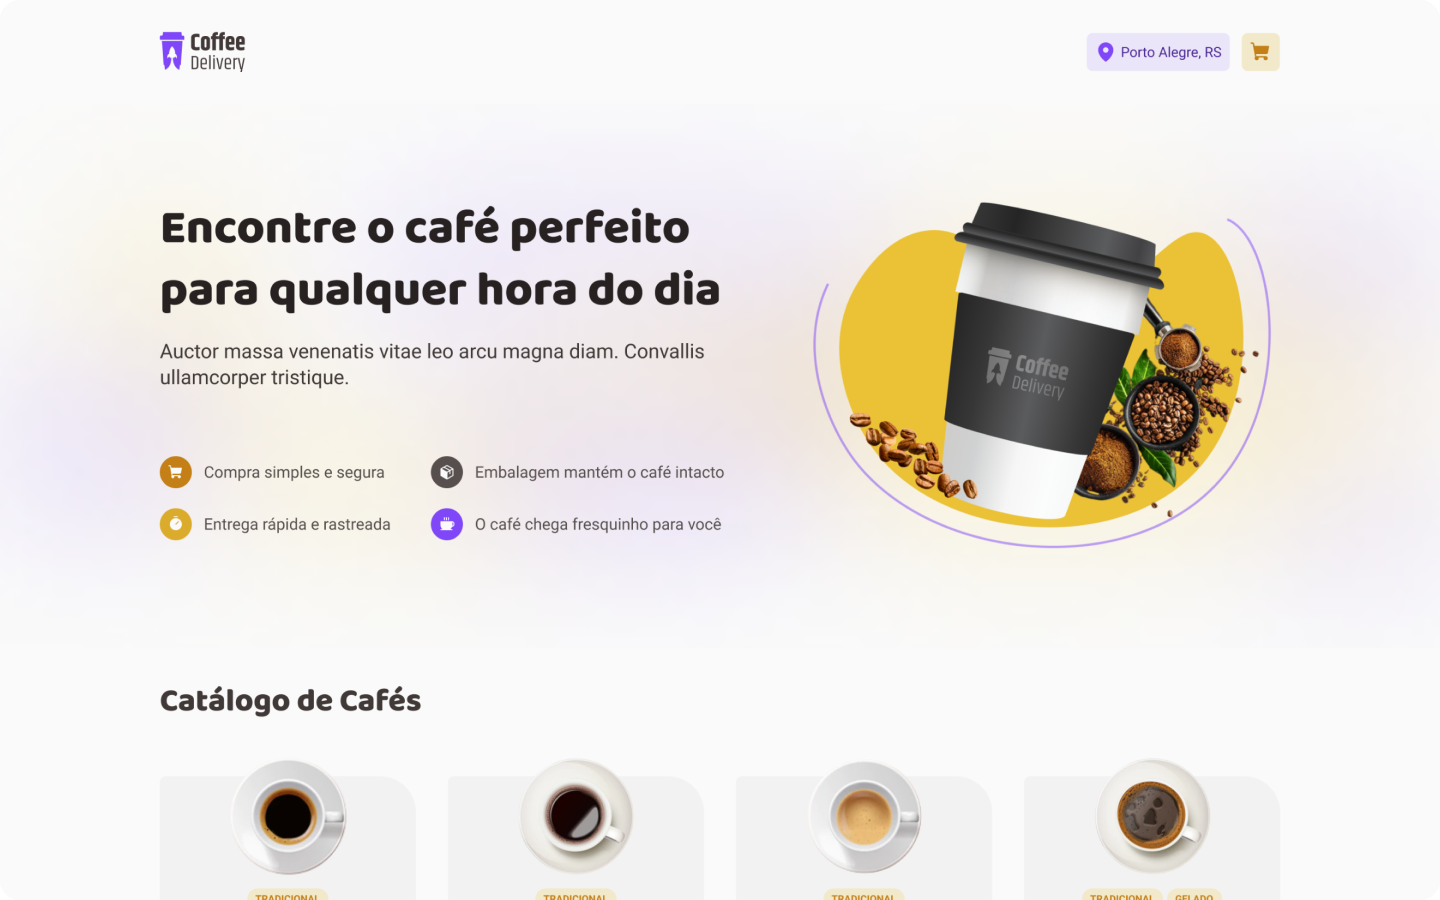 Coffee
Delivery
Porto Alegre, RS
Encontre o café perfeito
para qualquer hora do dia
Auctor massa venenatis vitae leo arcu magna diam. Convallis
ullamcorper tristique.
Compra simples e segura
Embalagem mantém o café intacto
Entrega rápida e rastreada
O café chega fresquinho para você
Coffee
Delivery
Catálogo de Cafés
TRADICIONAL
TRADICIONAL
TRADICIONAL
TRADICIONAL
GELADO